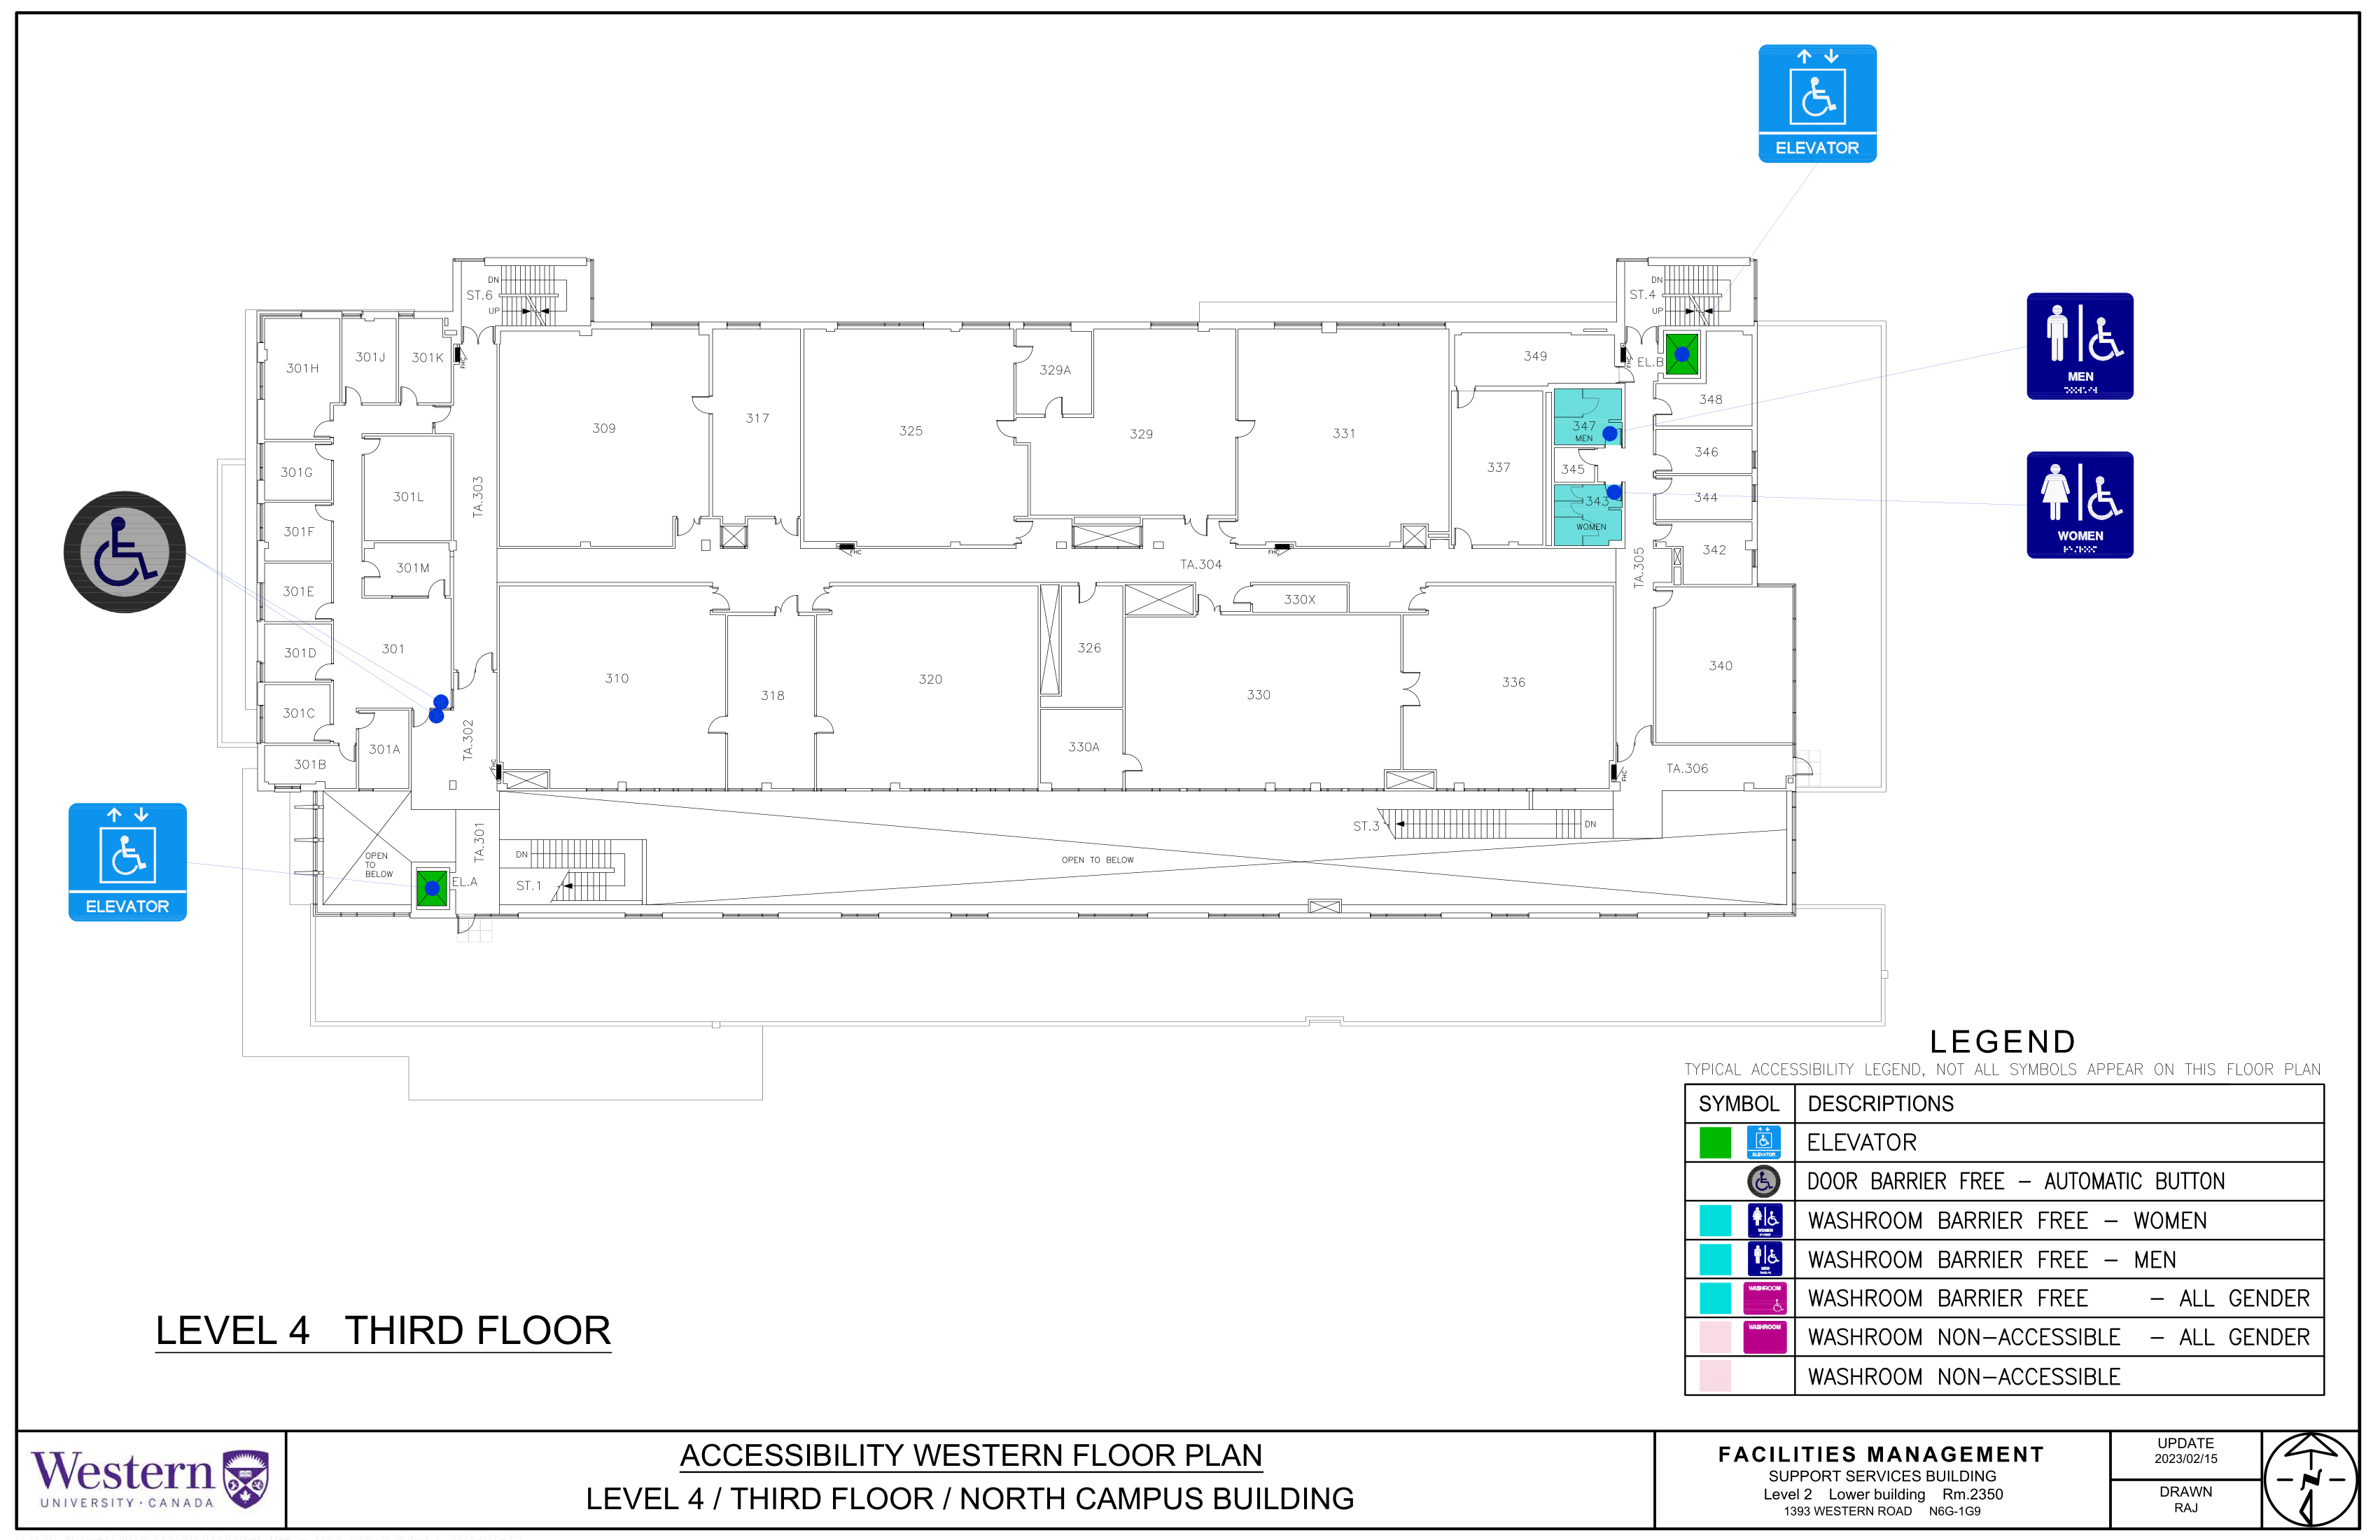 ELEVATOR
DN
ST.6
UP
DN
ST.4
UP
MEN
301H
301J
301K
FHC
349
FHC
EL.B
329A
348
309
317
325
329
331
347
MEN
346
301G
301L
TA.303
337
345
344
343
WOMEN
WOMEN
301F
342
301M
FHC
FHC
TA.304
TA.305
301E
330X
301
301D
326
340
310
318
320
330
336
301C
301A
TA.302
330A
301B
FHC
FHC
TA.306
ELEVATOR
OPEN
TO
BELOW
TA.301
DN
ST.1
EL.A
OPEN TO BELOW
ST.3
DN
LEGEND
TYPICAL ACCESSIBILITY LEGEND, NOT ALL SYMBOLS APPEAR ON THIS FLOOR PLAN
SYMBOL DESCRIPTIONS
ELEVATOR ELEVATOR
DOOR BARRIER FREE - AUTOMATIC BUTTON
WOMEN WASHROOM BARRIER FREE - WOMEN
MEN WASHROOM BARRIER FREE - MEN
WASHROOM WASHROOM BARRIER FREE - ALL GENDER
WASHROOM WASHROOM NON-ACCESSIBLE - ALL GENDER
WASHROOM NON-ACCESSIBLE
LEVEL 4 THIRD FLOOR
Western
UNIVERSITY · CANADA
ACCESSIBILITY WESTERN FLOOR PLAN
LEVEL 4 / THIRD FLOOR / NORTH CAMPUS BUILDING
FACILITIES MANAGEMENT
SUPPORT SERVICES BUILDING
Level 2 Lower building Rm.2350
1393 WESTERN ROAD N6G-1G9
UPDATE
2023/02/15
DRAWN
RAJ
N